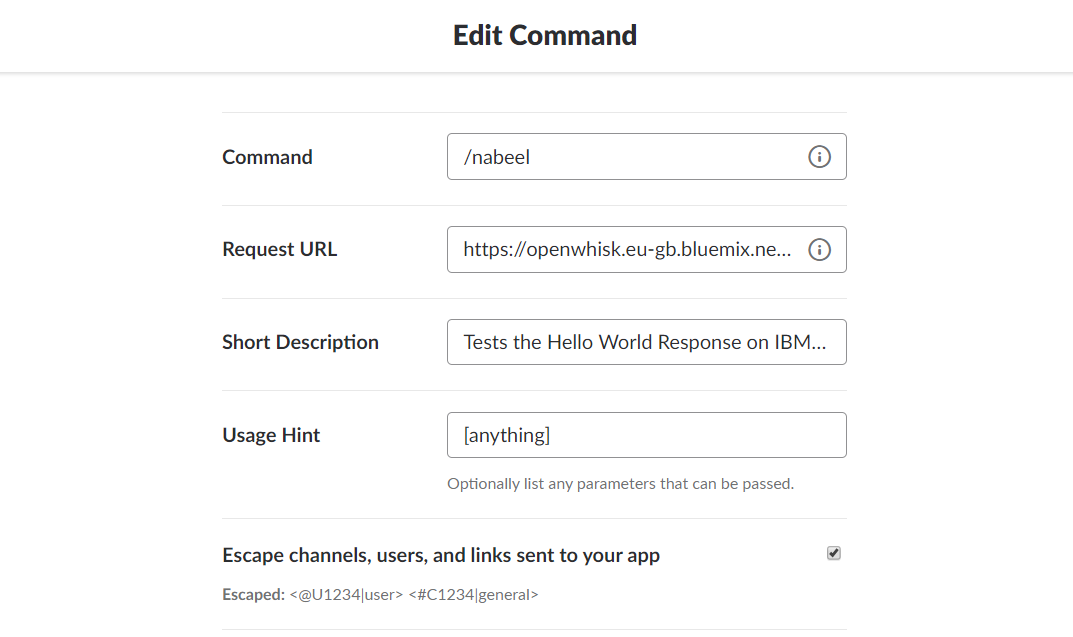 Edit Command
Command
/nabeel
Request URL
https://openwhisk.eu-gb.bluemix.ne...
Short Description
Tests the Hello World Response on IBM...
Usage Hint
[anything]
Optionally list any parameters that can be passed.
Escape channels, users, and links sent to your app
Escaped: <@U1234|user> <#C1234|general>